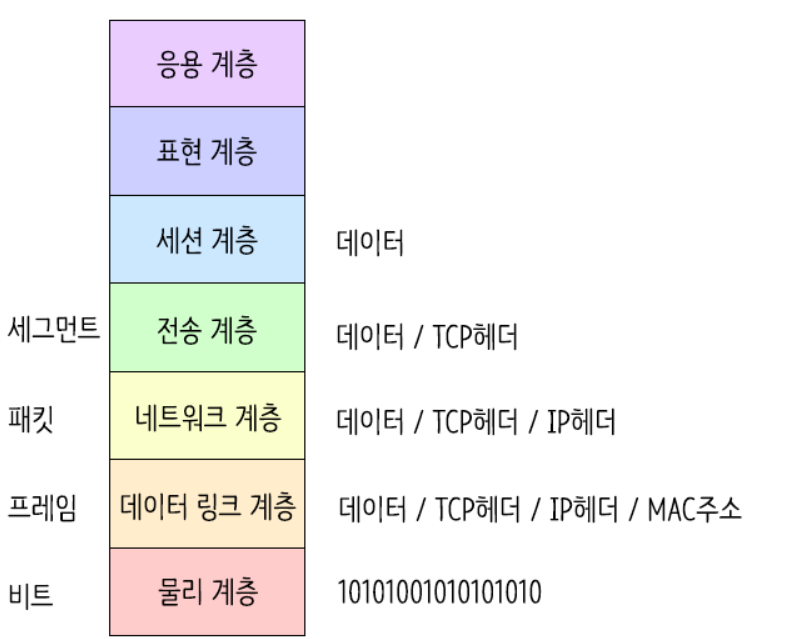 응용 계층
표현 계층
세션 계층 데이터
세그먼트 전송 계층 데이터 / TCP헤더
패킷 네트워크 계층 데이터 / TCP헤더 / IP헤더
프레임 데이터 링크 계층 데이터 / TCP헤더 / IP헤더 / MAC주소
비트 물리 계층 10101001010101010